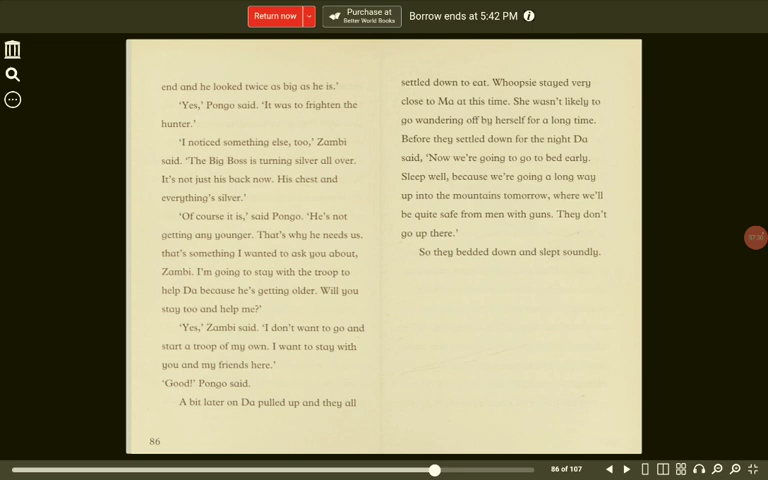 Return now
Purchase at
Better World Books
Borrow ends at 5:42 PM
end and he looked twice as big as he is.’
‘Yes,’ Pongo said. ‘It was to frighten the
hunter.’
‘I noticed something else, too,’ Zambi
said. ‘The Big Boss is turning silver all over.
It’s not just his back now. His chest and
everything’s silver.’
‘Of course it is,’ said Pongo. ‘He’s not
getting any younger. That’s why he needs us.
that’s something I wanted to ask you about,
Zambi. I’m going to stay with the troop to
help Da because he’s getting older. Will you
stay too and help me?’
‘Yes,’ Zambi said. ‘I don’t want to go and
start a troop of my own. I want to stay with
you and my friends here.’
‘Good!’ Pongo said.
A bit later on Da pulled up and they all
86
settled down to eat. Whoopsie stayed very
close to Ma at this time. She wasn’t likely to
go wandering off by herself for a long time.
Before they settled down for the night Da
said, ‘Now we’re going to go to bed early.
Sleep well, because we’re going a long way
up into the mountains tomorrow, where we’ll
be quite safe from men with guns. They don’t
go up there.’
So they bedded down and slept soundly.
86 of 107